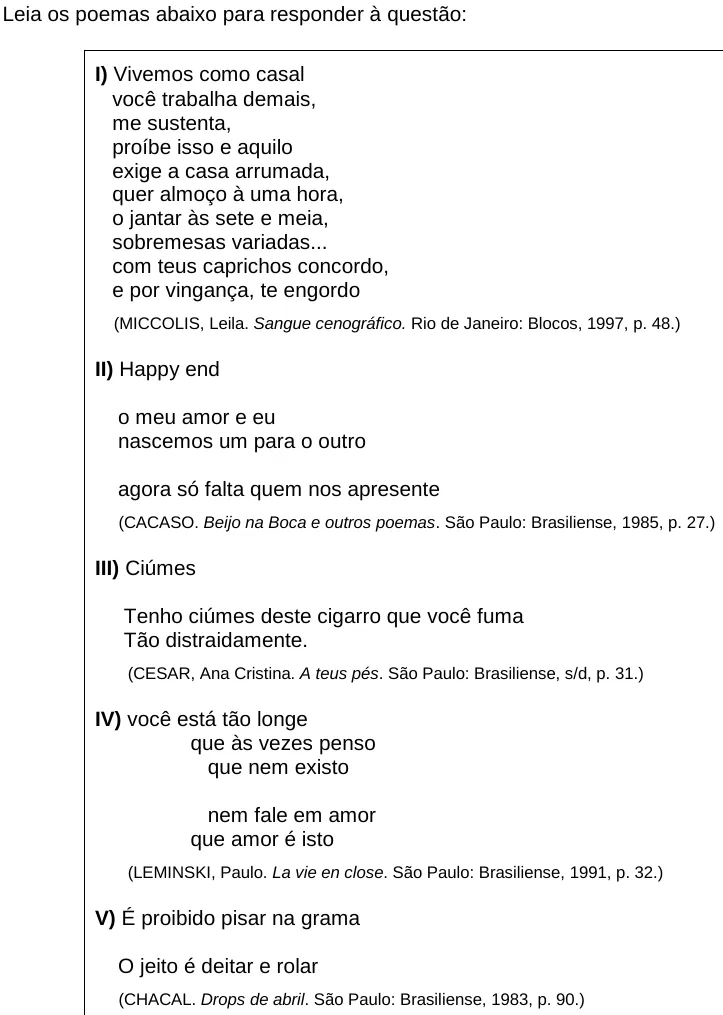 Leia os poemas abaixo para responder à questão:
I) Vivemos como casal
você trabalha demais,
me sustenta,
proíbe isso e aquilo
exige a casa arrumada,
quer almoço à uma hora,
o jantar às sete e meia,
sobremesas variadas...
com teus caprichos concordo,
e por vingança, te engordo
(MICCOLIS, Leila. Sangue cenográfico. Rio de Janeiro: Blocos, 1997, p. 48.)
II) Happy end
o meu amor e eu
nascemos um para o outro
agora só falta quem nos apresente
(CACASO. Beijo na Boca e outros poemas. São Paulo: Brasiliense, 1985, p. 27.)
III) Ciúmes
Tenho ciúmes deste cigarro que você fuma
Tão distraidamente.
(CESAR, Ana Cristina. A teus pés. São Paulo: Brasiliense, s/d, p. 31.)
IV) você está tão longe
que às vezes penso
que nem existo
nem fale em amor
que amor é isto
(LEMINSKI, Paulo. La vie en close. São Paulo: Brasiliense, 1991, p. 32.)
V) É proibido pisar na grama
O jeito é deitar e rolar
(CHACAL. Drops de abril. São Paulo: Brasiliense, 1983, p. 90.)